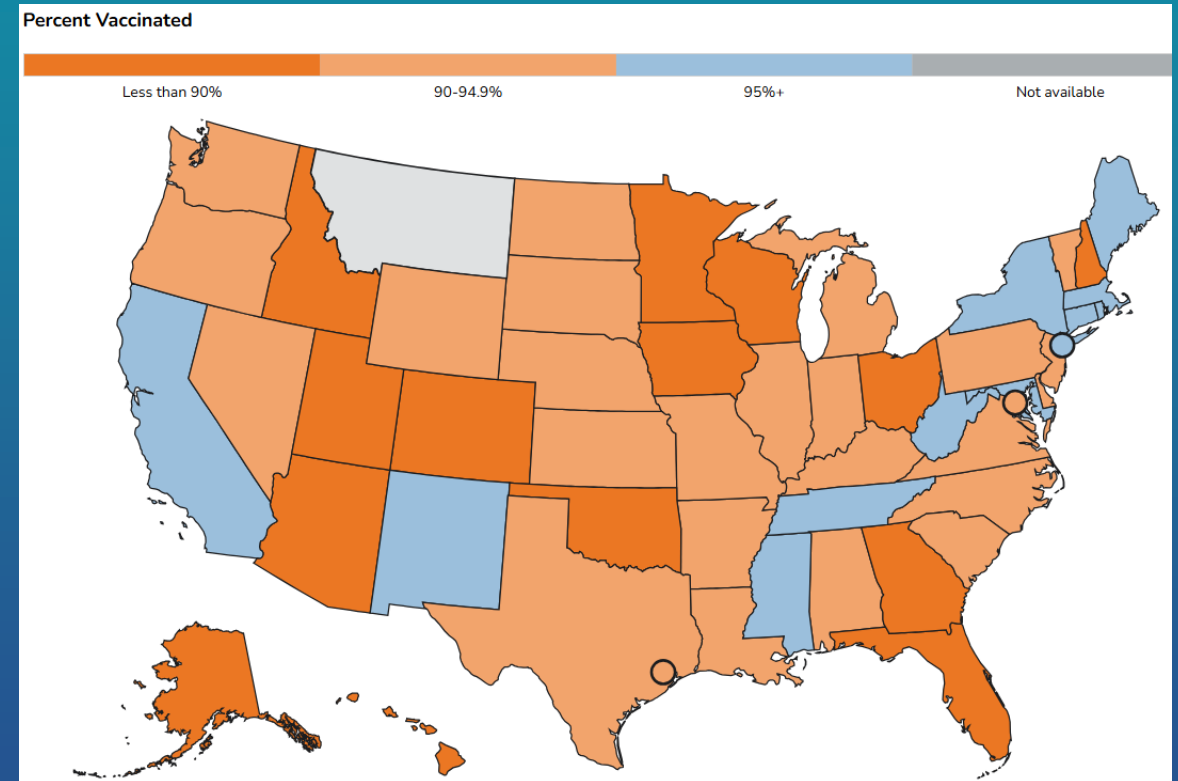 Percent Vaccinated
Less than 90% 90-94.9% 95%+ Not available